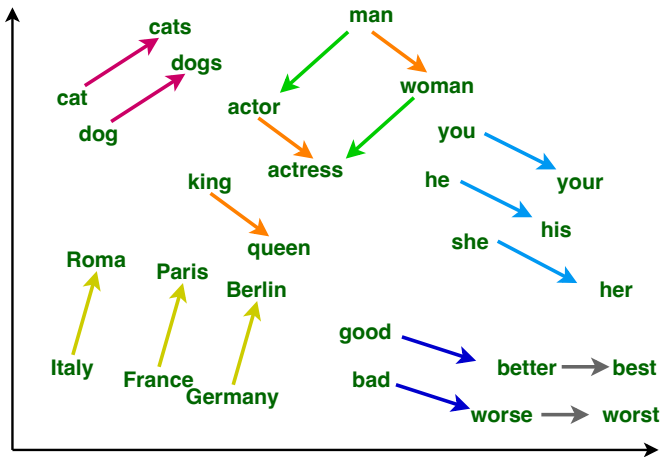 man
cats
dogs
woman
cat
actor
dog
you
actress
king
he
your
his
queen
she
Roma
Paris
Berlin
her
good
Italy
better
best
France
bad
Germany
worse
worst